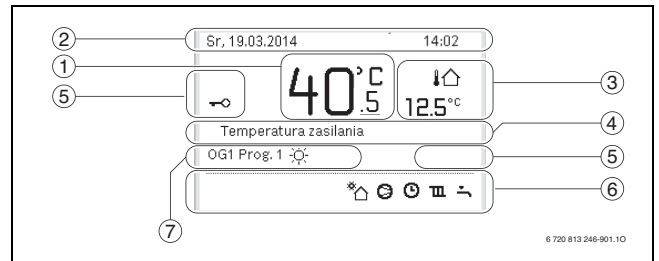 2 Sr, 19.03.2014 14:02
1 40.5°C
3 12.5°C
5
4 Temperatura zasilania
7 OG1 Prog. 1
5
6
6 720 813 246-901.1O